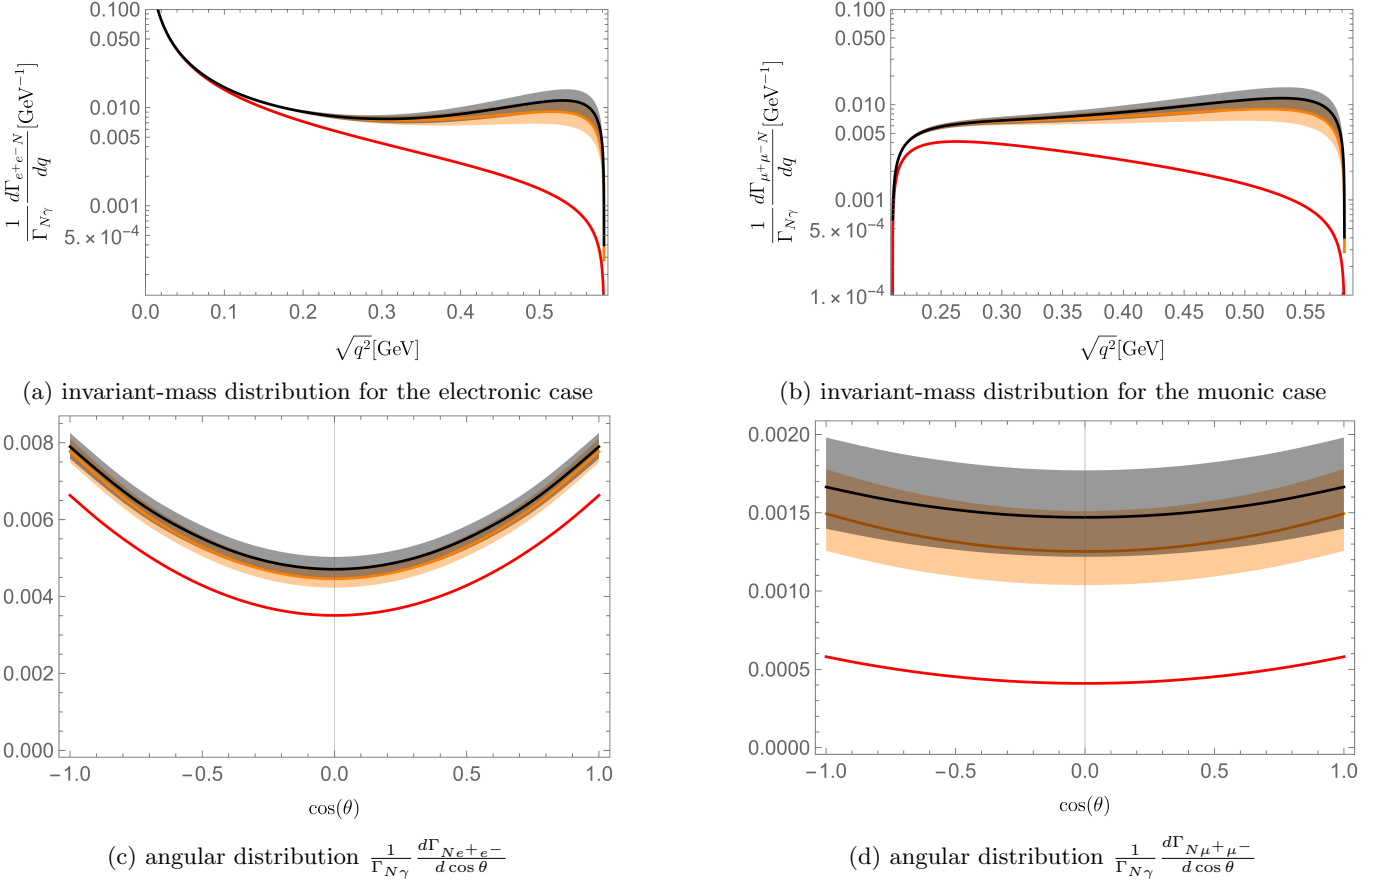 0.100
0.050
0.010
0.005
0.001
5. × 10⁻⁴
1/Γ_{Nγ} dΓ_{e⁺e⁻N}/dq [GeV⁻¹]
0.0 0.1 0.2 0.3 0.4 0.5
√q² [GeV]
(a) invariant-mass distribution for the electronic case
0.100
0.050
0.010
0.005
0.001
5. × 10⁻⁴
1. × 10⁻⁴
1/Γ_{Nγ} dΓ_{μ⁺μ⁻N}/dq [GeV⁻¹]
0.25 0.30 0.35 0.40 0.45 0.50 0.55
√q² [GeV]
(b) invariant-mass distribution for the muonic case
0.008
0.006
0.004
0.002
0.000
−1.0 −0.5 0.0 0.5 1.0
cos(θ)
(c) angular distribution 1/Γ_{Nγ} dΓ_{Ne⁺e⁻}/d cos θ
0.0020
0.0015
0.0010
0.0005
0.0000
−1.0 −0.5 0.0 0.5 1.0
cos(θ)
(d) angular distribution 1/Γ_{Nγ} dΓ_{Nμ⁺μ⁻}/d cos θ